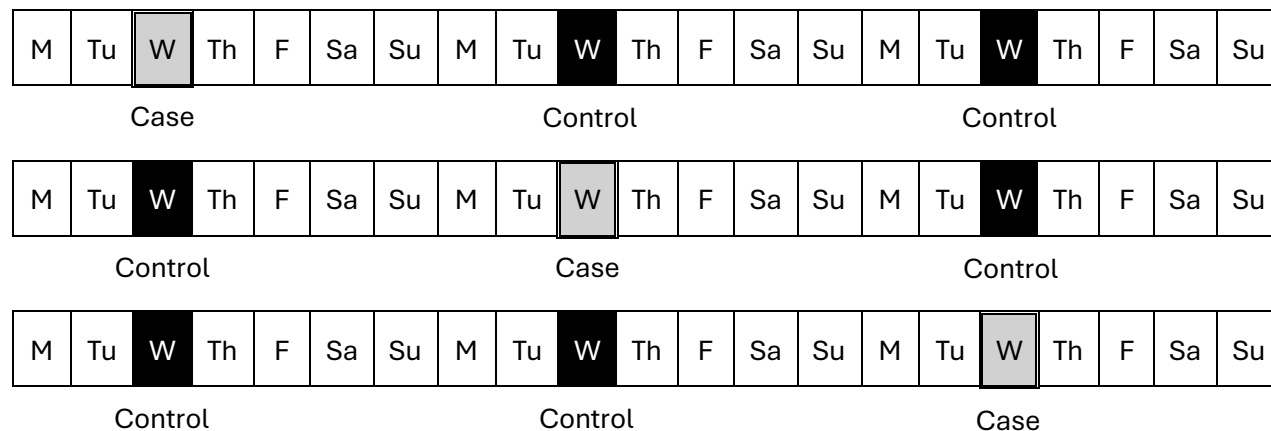 M Tu W Th F Sa Su M Tu W Th F Sa Su M Tu W Th F Sa Su
Case Control Control
M Tu W Th F Sa Su M Tu W Th F Sa Su M Tu W Th F Sa Su
Control Case Control
M Tu W Th F Sa Su M Tu W Th F Sa Su M Tu W Th F Sa Su
Control Control Case